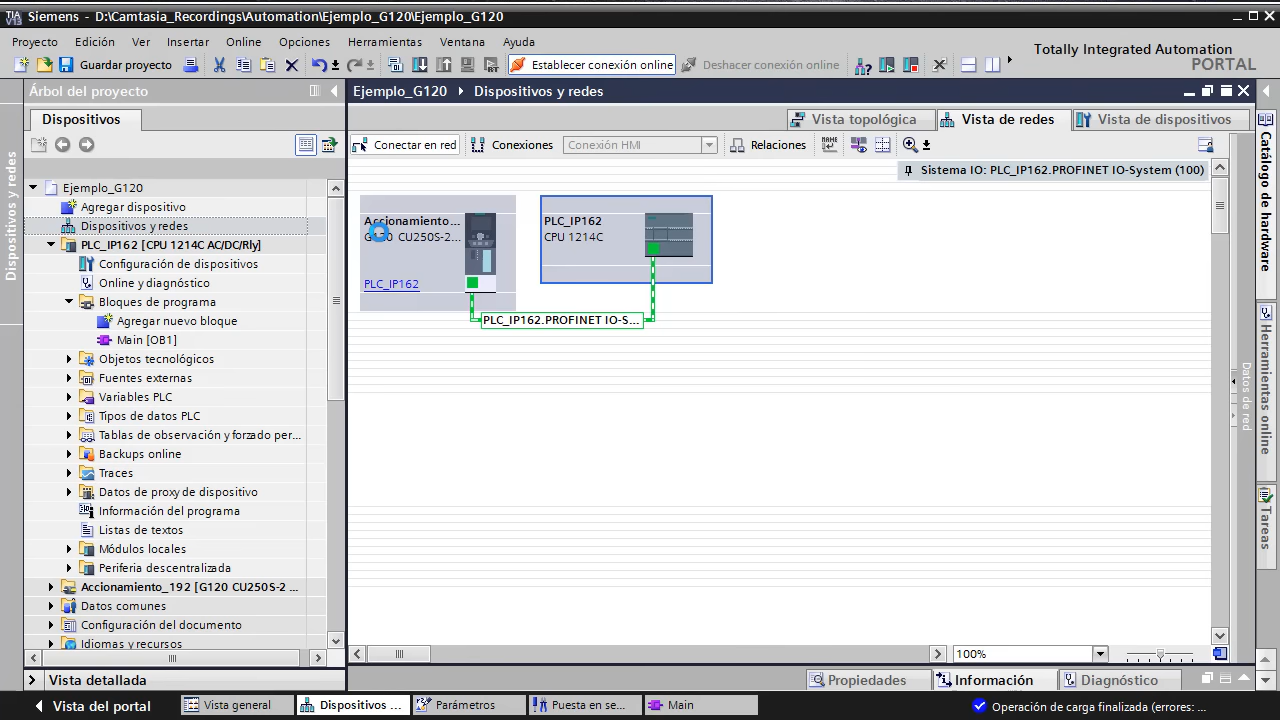 Siemens - D:\Camtasia_Recordings\Automation\Ejemplo_G120\Ejemplo_G120
Proyecto Edición Ver Insertar Online Opciones Herramientas Ventana Ayuda
Totally Integrated Automation
PORTAL
Guardar proyecto
Establecer conexión online
Deshacer conexión online
Árbol del proyecto
Ejemplo_G120 Dispositivos y redes
Dispositivos
Vista topológica
Vista de redes
Vista de dispositivos
Conectar en red
Conexiones
Conexión HMI
Relaciones
Sistema IO: PLC_IP162.PROFINET IO-System (100)
Dispositivos y redes
Ejemplo_G120
Agregar dispositivo
Dispositivos y redes
PLC_IP162 [CPU 1214C AC/DC/Rly]
Configuración de dispositivos
Online y diagnóstico
Bloques de programa
Agregar nuevo bloque
Main [OB1]
Objetos tecnológicos
Fuentes externas
Variables PLC
Tipos de datos PLC
Tablas de observación y forzado per...
Backups online
Traces
Datos de proxy de dispositivo
Información del programa
Listas de textos
Módulos locales
Periferia descentralizada
Accionamiento_192 [G120 CU250S-2 ...
Datos comunes
Configuración del documento
Idiomas y recursos
Vista detallada
Accionamiento...
G120 CU250S-2...
PLC_IP162
PLC_IP162
CPU 1214C
PLC_IP162.PROFINET IO-S...
Datos de red
Catálogo de hardware
Herramientas online
Tareas
100%
Propiedades
Información
Diagnóstico
Vista del portal
Vista general
Dispositivos ...
Parámetros
Puesta en se...
Main
Operación de carga finalizada (errores: ...